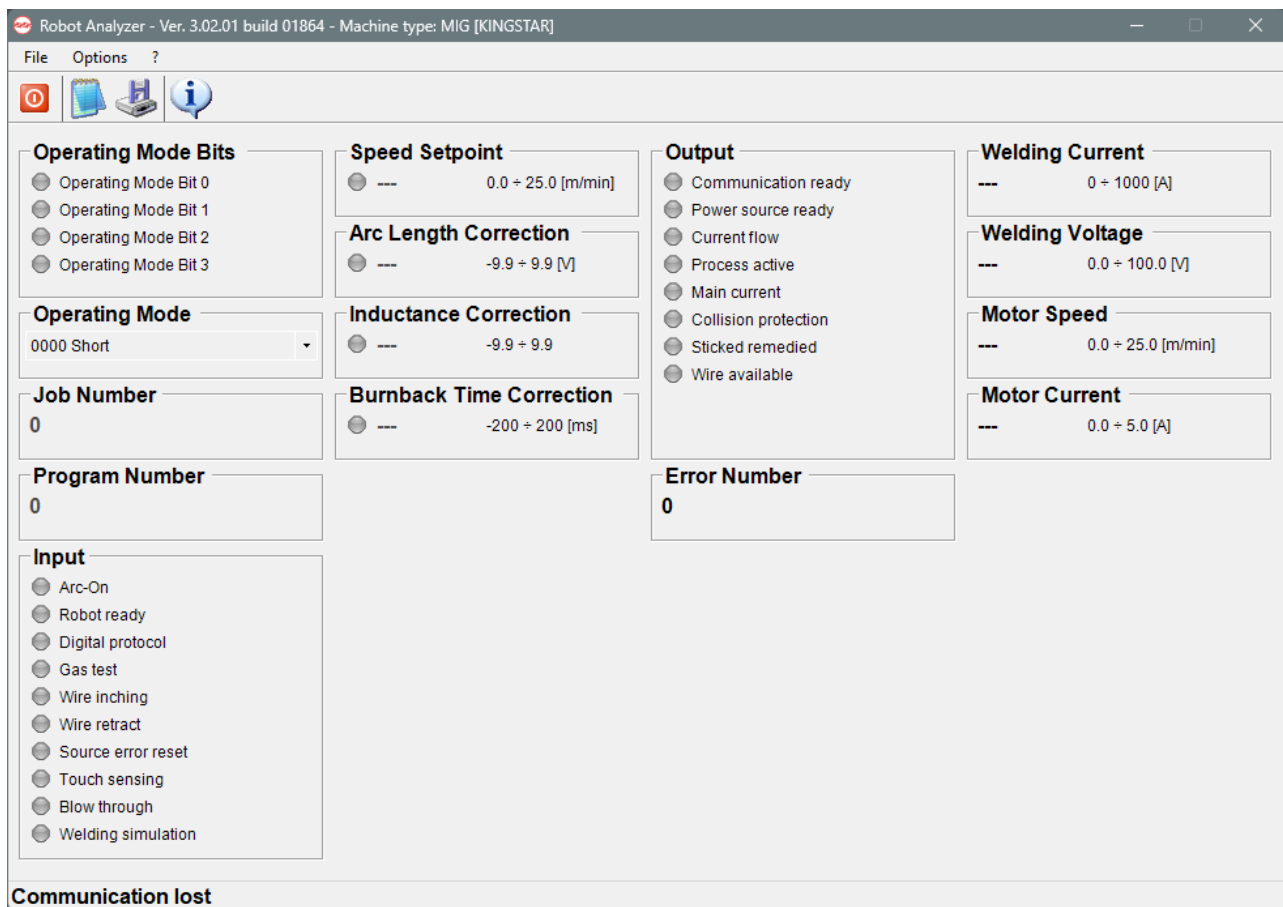 Robot Analyzer - Ver. 3.02.01 build 01864 - Machine type: MIG [KINGSTAR]
File Options ?
Operating Mode Bits
Operating Mode Bit 0
Operating Mode Bit 1
Operating Mode Bit 2
Operating Mode Bit 3
Operating Mode
0000 Short
Job Number
0
Program Number
0
Input
Arc-On
Robot ready
Digital protocol
Gas test
Wire inching
Wire retract
Source error reset
Touch sensing
Blow through
Welding simulation
Speed Setpoint
--- 0.0 ÷ 25.0 [m/min]
Arc Length Correction
--- -9.9 ÷ 9.9 [V]
Inductance Correction
--- -9.9 ÷ 9.9
Burnback Time Correction
--- -200 ÷ 200 [ms]
Output
Communication ready
Power source ready
Current flow
Process active
Main current
Collision protection
Sticked remedied
Wire available
Error Number
0
Welding Current
--- 0 ÷ 1000 [A]
Welding Voltage
--- 0.0 ÷ 100.0 [V]
Motor Speed
--- 0.0 ÷ 25.0 [m/min]
Motor Current
--- 0.0 ÷ 5.0 [A]
Communication lost